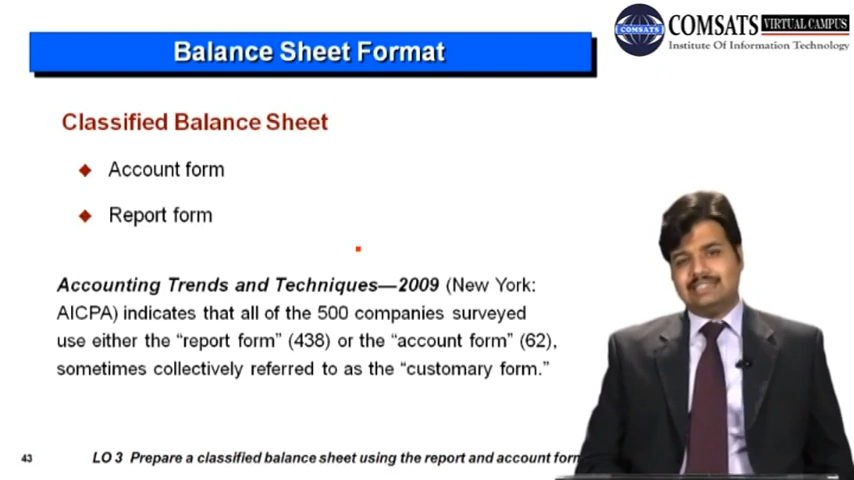 COMSATS VIRTUAL CAMPUS
COMSATS
Institute Of Information Technology
Balance Sheet Format
Classified Balance Sheet
Account form
Report form
Accounting Trends and Techniques—2009 (New York:
AICPA) indicates that all of the 500 companies surveyed
use either the “report form” (438) or the “account form” (62),
sometimes collectively referred to as the “customary form.”
43
LO 3 Prepare a classified balance sheet using the report and account form